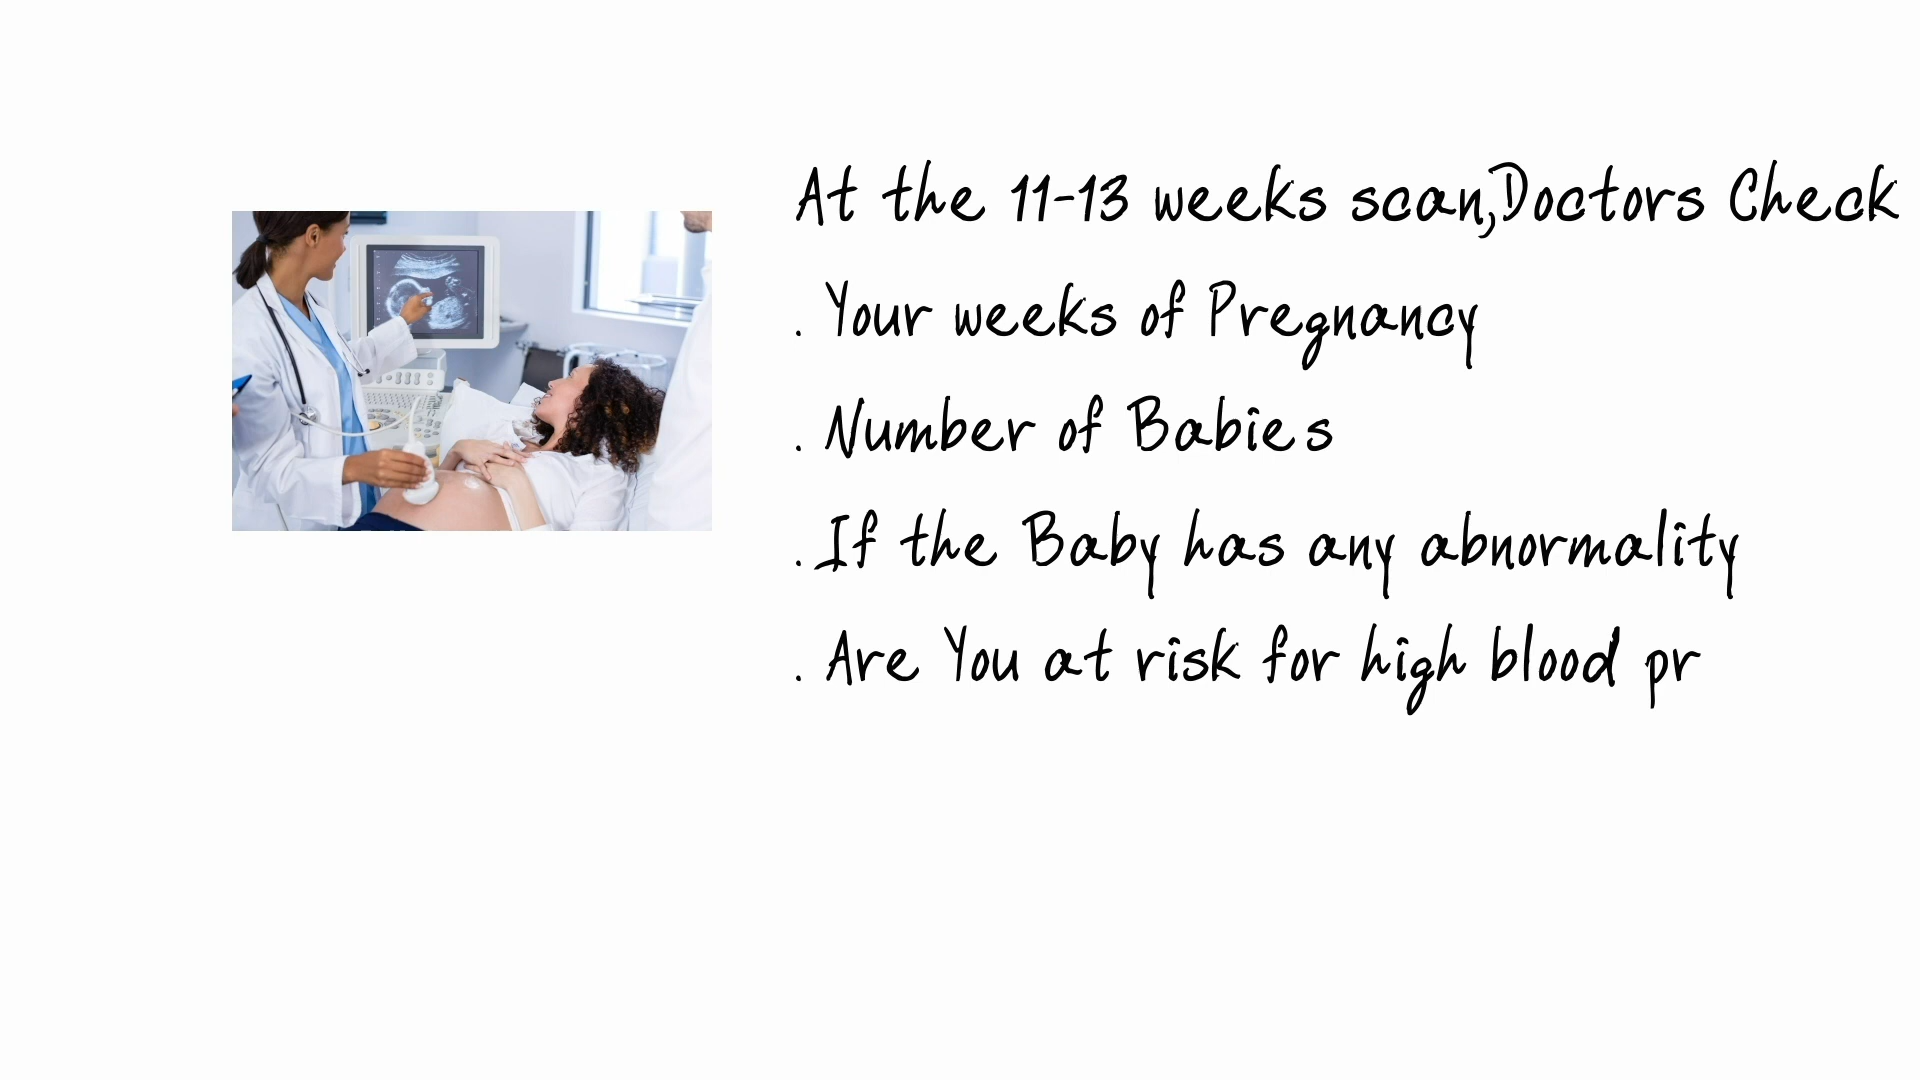 At the 11-13 weeks scan,Doctors Check
. Your weeks of Pregnancy
. Number of Babies
. If the Baby has any abnormality
. Are You at risk for high blood pr